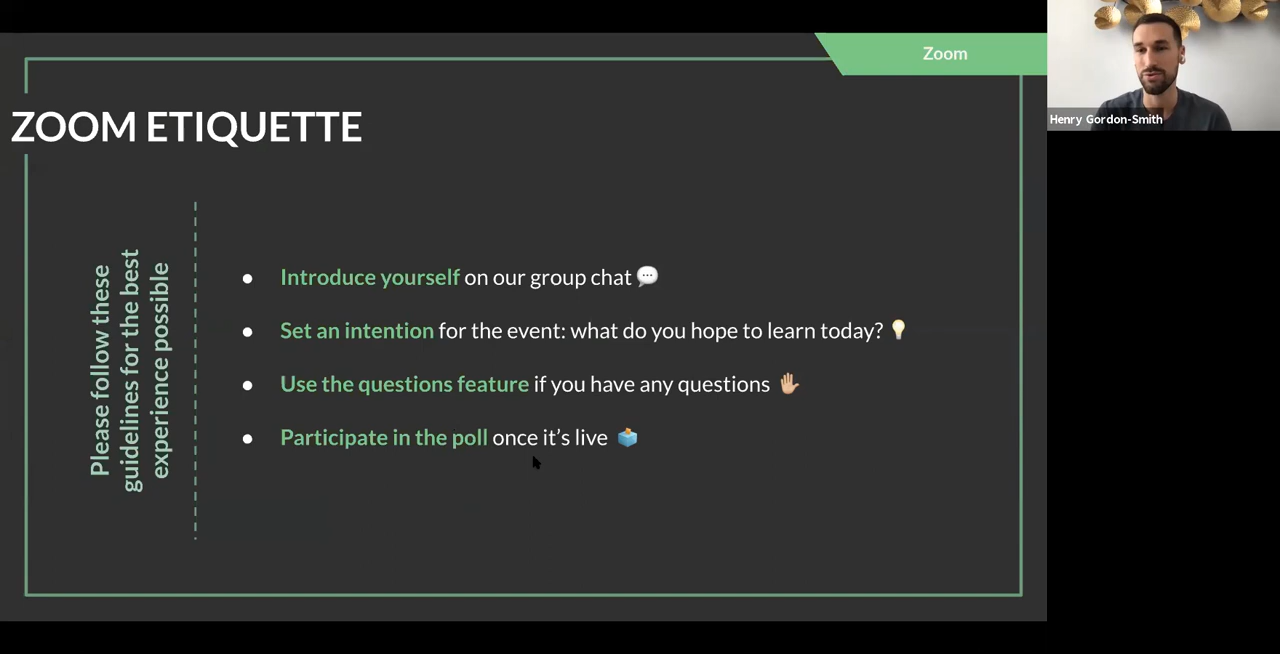 Zoom
ZOOM ETIQUETTE
Please follow these
guidelines for the best
experience possible
● Introduce yourself on our group chat 💬
● Set an intention for the event: what do you hope to learn today? 💡
● Use the questions feature if you have any questions ✋🏼
● Participate in the poll once it’s live 🗳️
Henry Gordon-Smith